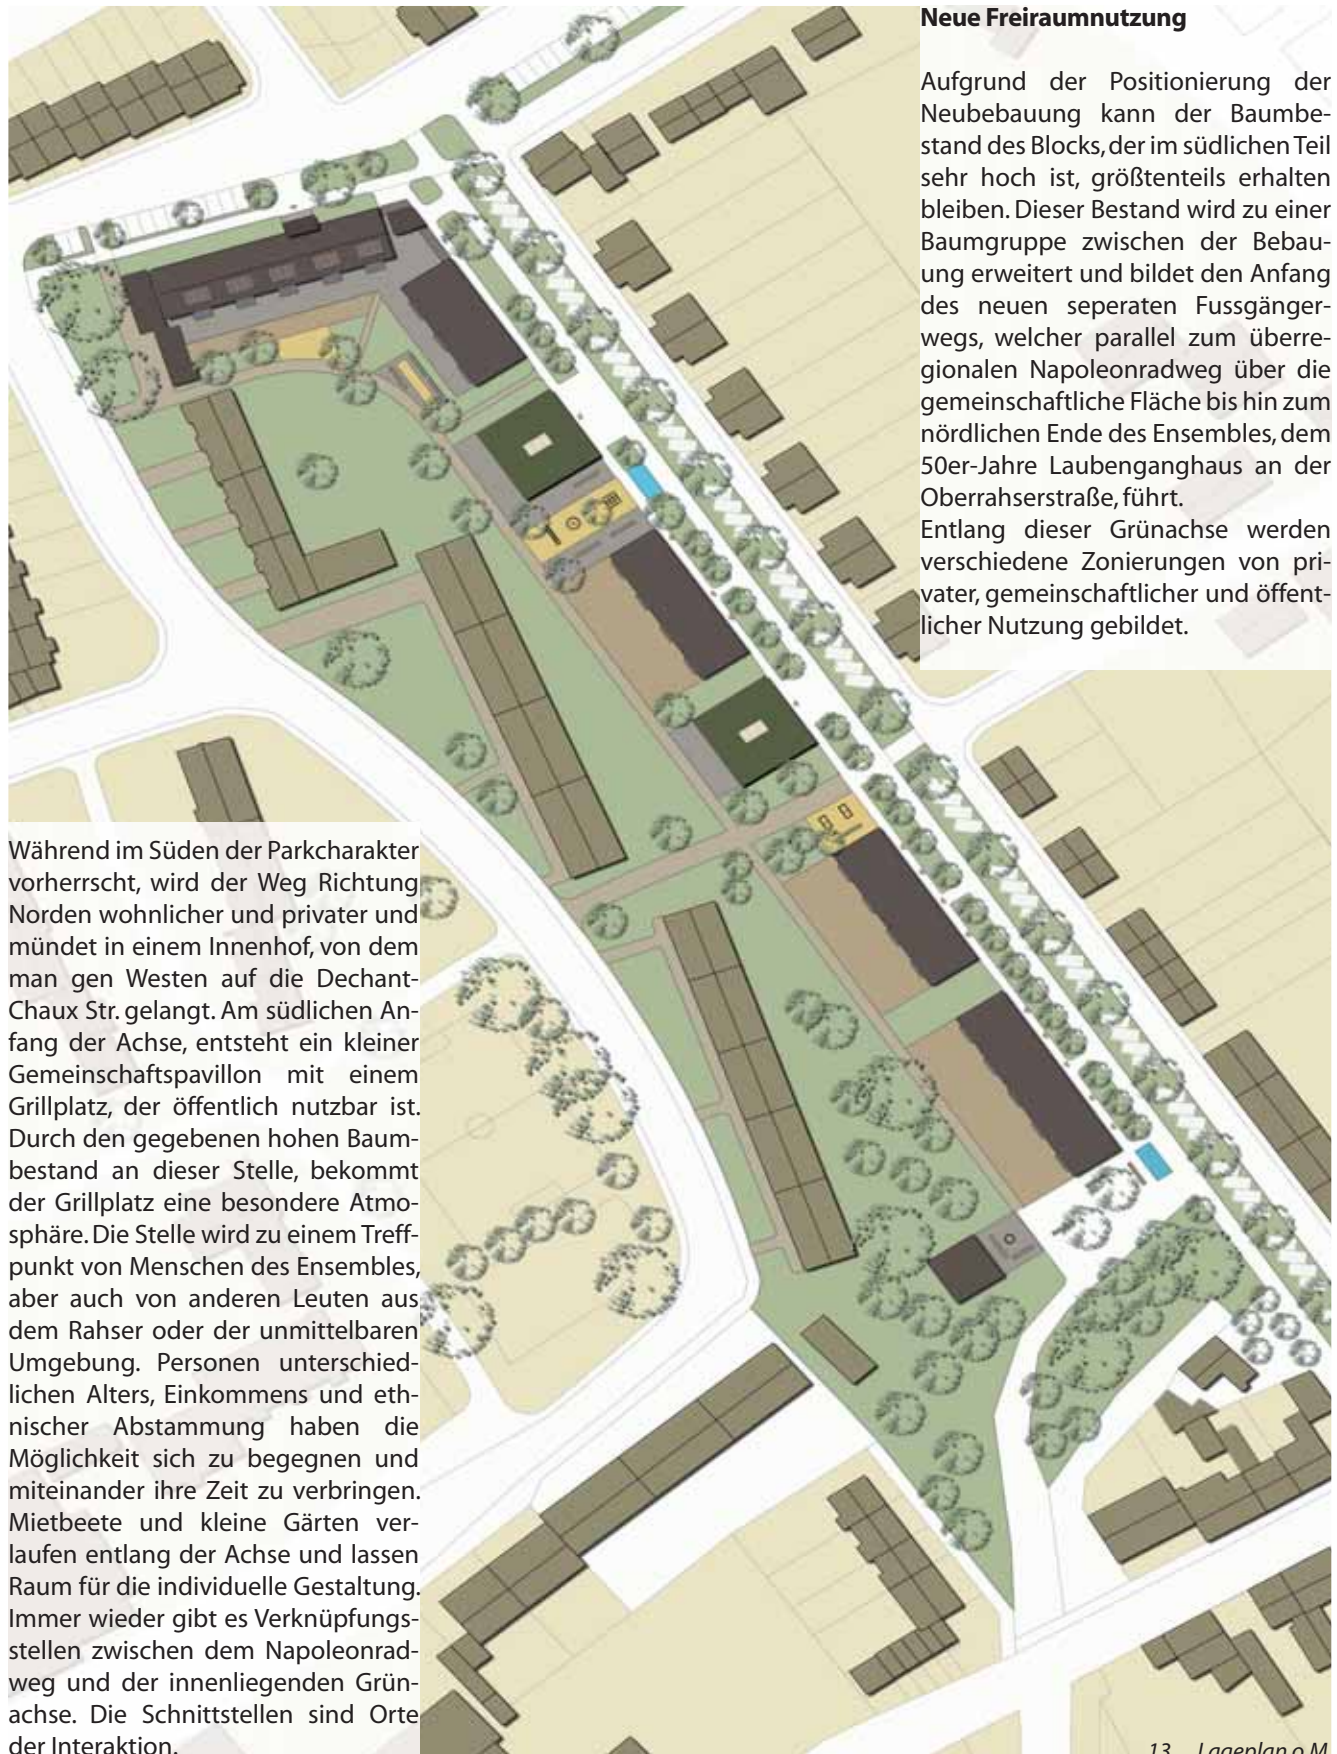 Neue Freiraumnutzung
Aufgrund der Positionierung der
Neubebauung kann der Baumbe-
stand des Blocks, der im südlichen Teil
sehr hoch ist, größtenteils erhalten
bleiben. Dieser Bestand wird zu einer
Baumgruppe zwischen der Bebau-
ung erweitert und bildet den Anfang
des neuen seperaten Fussgänger-
wegs, welcher parallel zum überre-
gionalen Napoleonradweg über die
gemeinschaftliche Fläche bis hin zum
nördlichen Ende des Ensembles, dem
50er-Jahre Laubenganghaus an der
Oberrahserstraße, führt.
Entlang dieser Grünachse werden
verschiedene Zonierungen von pri-
vater, gemeinschaftlicher und öffent-
licher Nutzung gebildet.
Während im Süden der Parkcharakter
vorherrscht, wird der Weg Richtung
Norden wohnlicher und privater und
mündet in einem Innenhof, von dem
man gen Westen auf die Dechant-
Chaux Str. gelangt. Am südlichen An-
fang der Achse, entsteht ein kleiner
Gemeinschaftspavillon mit einem
Grillplatz, der öffentlich nutzbar ist.
Durch den gegebenen hohen Baum-
bestand an dieser Stelle, bekommt
der Grillplatz eine besondere Atmo-
sphäre. Die Stelle wird zu einem Treff-
punkt von Menschen des Ensembles,
aber auch von anderen Leuten aus
dem Rahser oder der unmittelbaren
Umgebung. Personen unterschied-
lichen Alters, Einkommens und eth-
nischer Abstammung haben die
Möglichkeit sich zu begegnen und
miteinander ihre Zeit zu verbringen.
Mietbeete und kleine Gärten ver-
laufen entlang der Achse und lassen
Raum für die individuelle Gestaltung.
Immer wieder gibt es Verknüpfungs-
stellen zwischen dem Napoleonrad-
weg und der innenliegenden Grün-
achse. Die Schnittstellen sind Orte
der Interaktion.
13 Lageplan o.M.